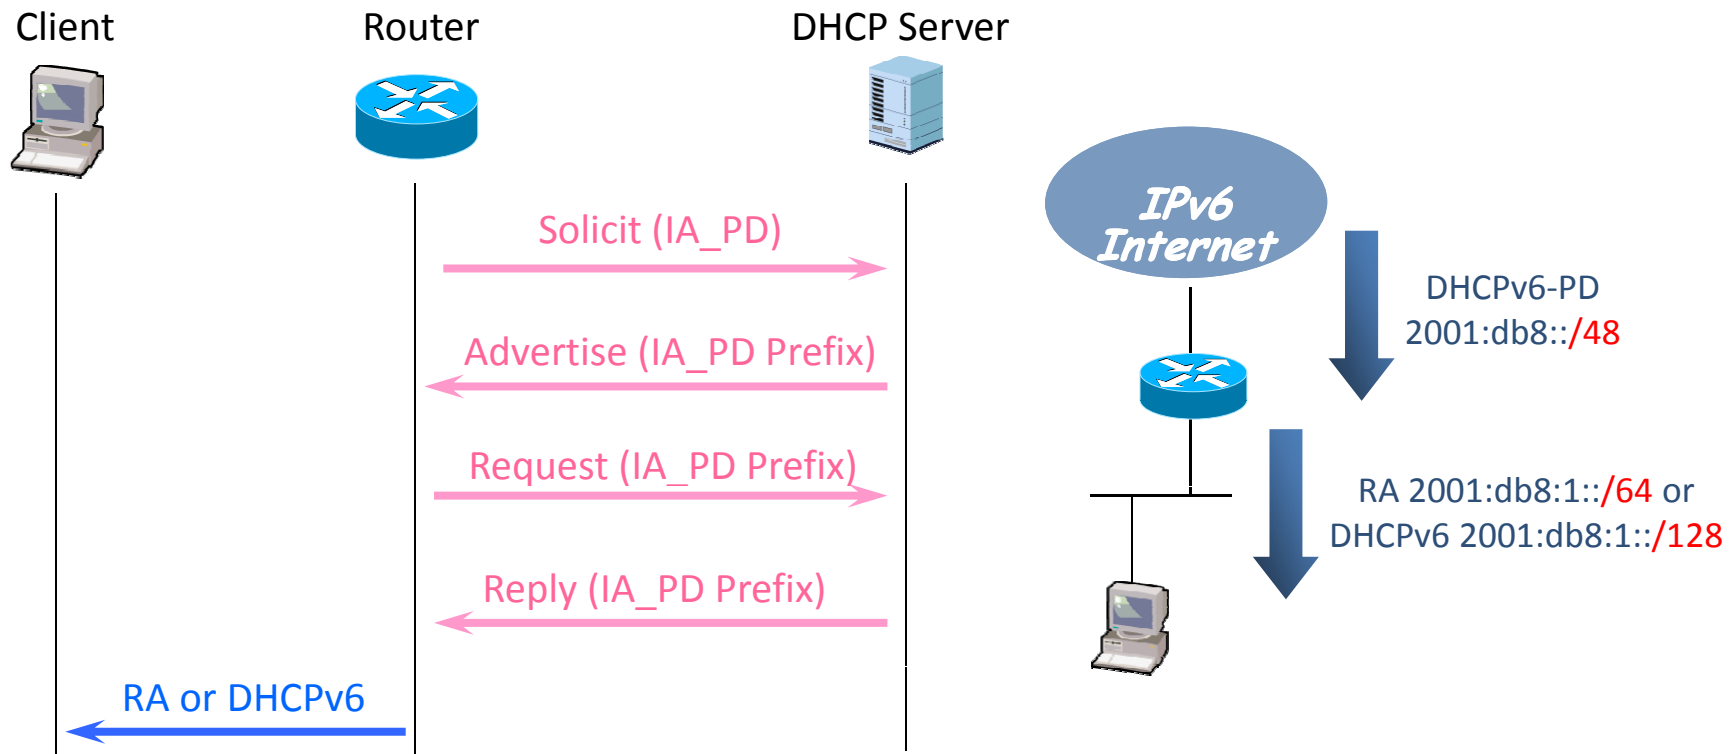 Client
Router
DHCP Server
Solicit (IA_PD)
Advertise (IA_PD Prefix)
Request (IA_PD Prefix)
Reply (IA_PD Prefix)
RA or DHCPv6
IPv6
Internet
DHCPv6-PD
2001:db8::/48
RA 2001:db8:1::/64 or
DHCPv6 2001:db8:1::/128